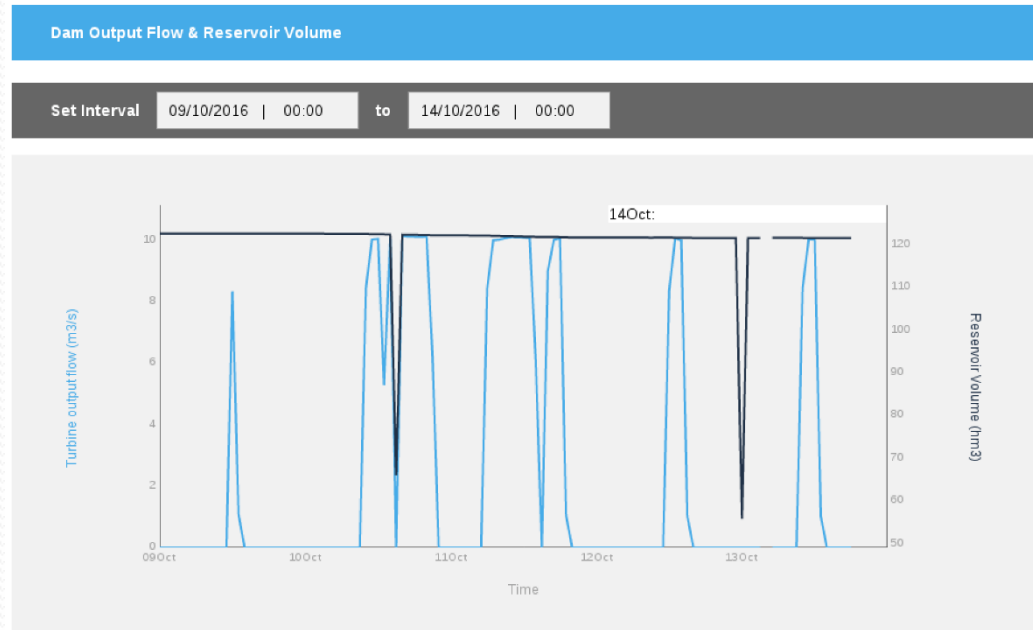 Dam Output Flow & Reservoir Volume
Set Interval 09/10/2016 | 00:00 to 14/10/2016 | 00:00
14Oct:
10
8
6
4
2
0
Turbine output flow (m3/s)
120
110
100
90
80
70
60
50
Reservoir Volume (hm3)
09Oct 10Oct 11Oct 12Oct 13Oct
Time